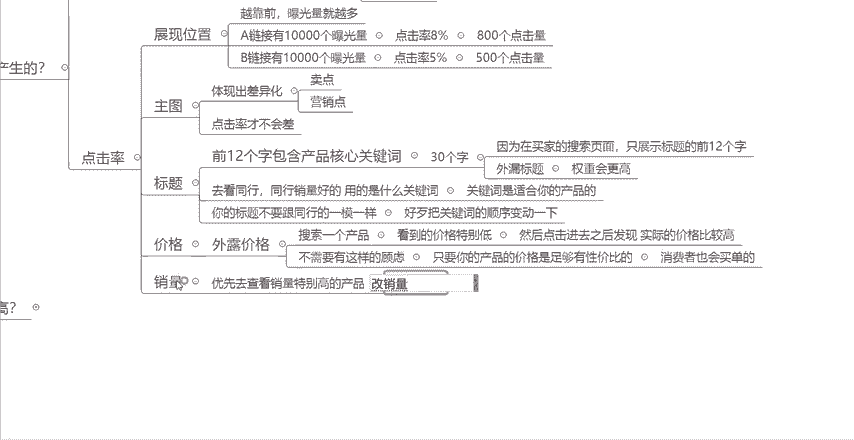 产生的?
点击率
展现位置
越靠前，曝光量就越多
A链接有10000个曝光量 点击率8% 800个点击量
B链接有10000个曝光量 点击率5% 500个点击量
主图
体现出差异化
卖点
营销点
点击率才不会差
标题
前12个字包含产品核心关键词 30个字
因为在买家的搜索页面，只展示标题的前12个字
外漏标题 权重会更高
去看同行，同行销量好的 用的是什么关键词 关键词是适合你的产品的
你的标题不要跟同行的一模一样 好歹把关键词的顺序变动一下
价格 外露价格
搜索一个产品 看到的价格特别低 然后点击进去之后发现 实际的价格比较高
不需要有这样的顾虑 只要你的产品的价格是足够有性价比的 消费者也会买单的
销量 优先去查看销量特别高的产品 改销量
高?